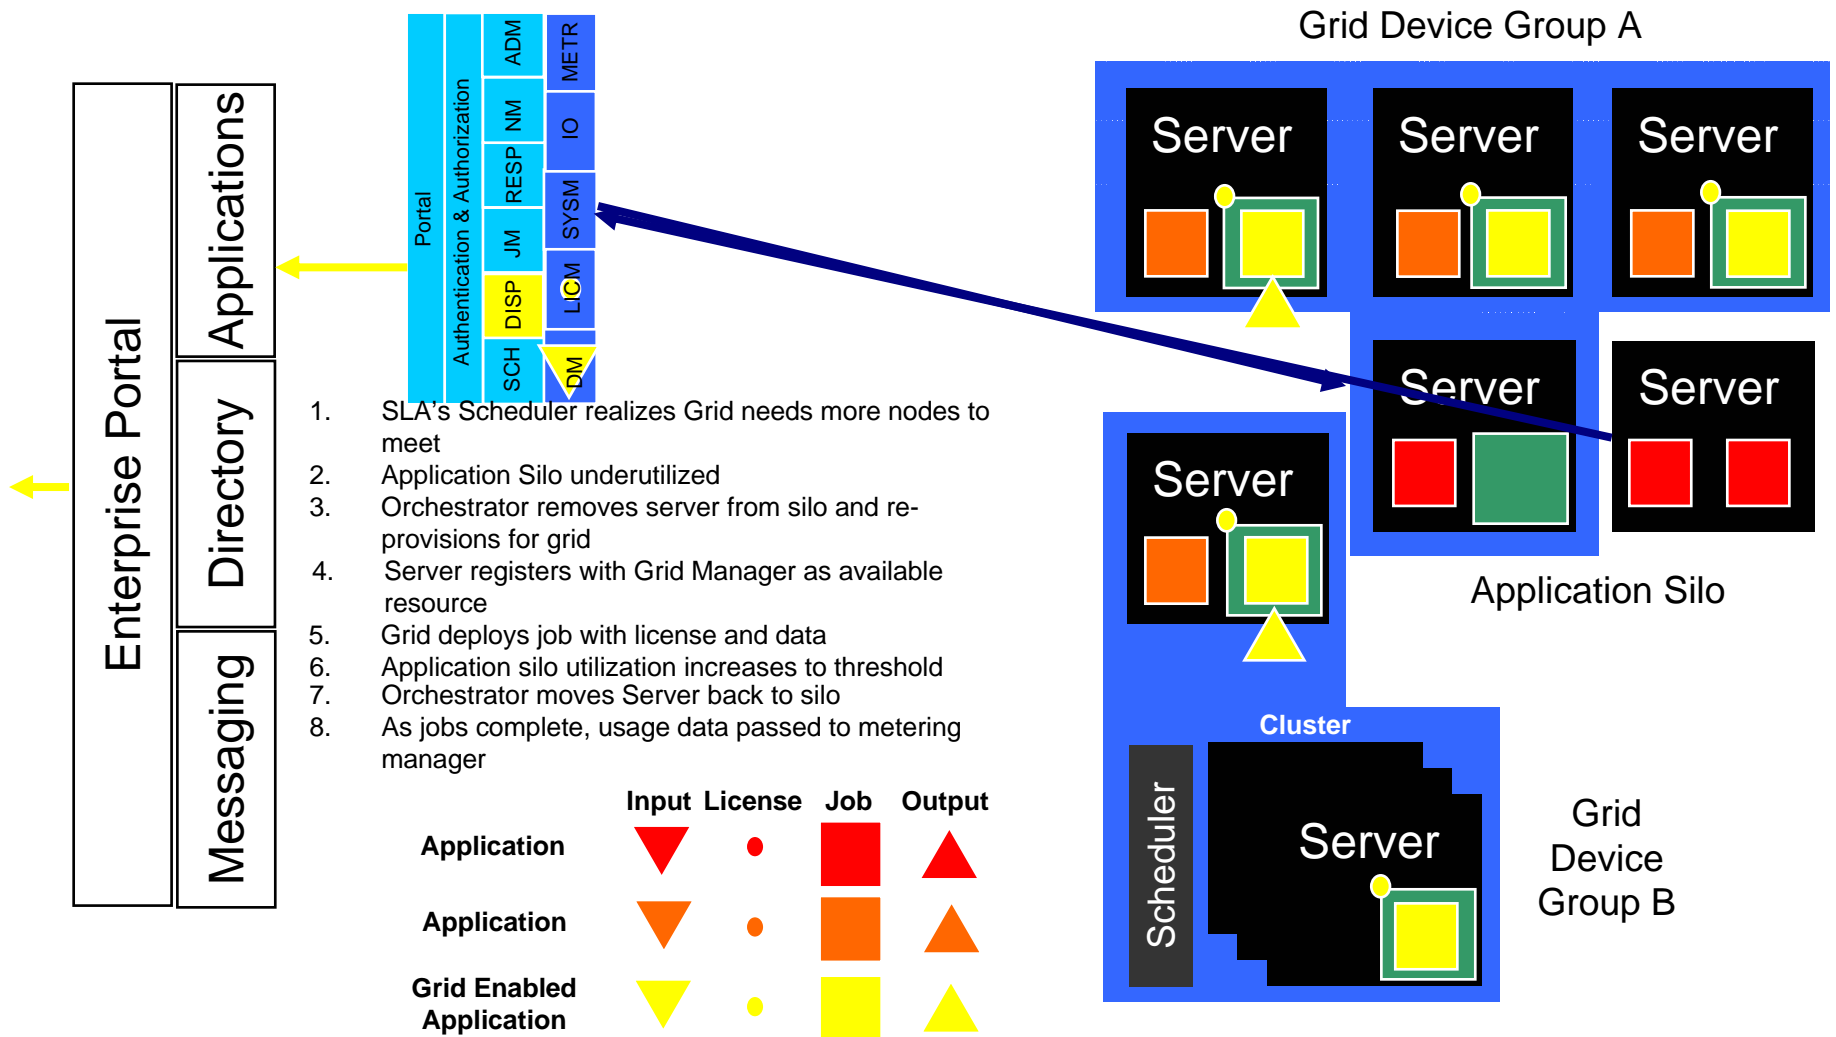 Grid Device Group A
Enterprise Portal
Applications
Directory
Messaging
Portal
Authentication & Authorization
ADM
NM
RESP
JM
DISP
SCH
METR
IO
SYSM
LICM
DM
Server
Server
Server
Server
Server
Application Silo
Server
1. SLA's Scheduler realizes Grid needs more nodes to
meet
2. Application Silo underutilized
3. Orchestrator removes server from silo and re-
provisions for grid
4. Server registers with Grid Manager as available
resource
5. Grid deploys job with license and data
6. Application silo utilization increases to threshold
7. Orchestrator moves Server back to silo
8. As jobs complete, usage data passed to metering
manager
Cluster
Scheduler
Server
Grid
Device
Group B
Input License Job Output
Application
Application
Grid Enabled
Application